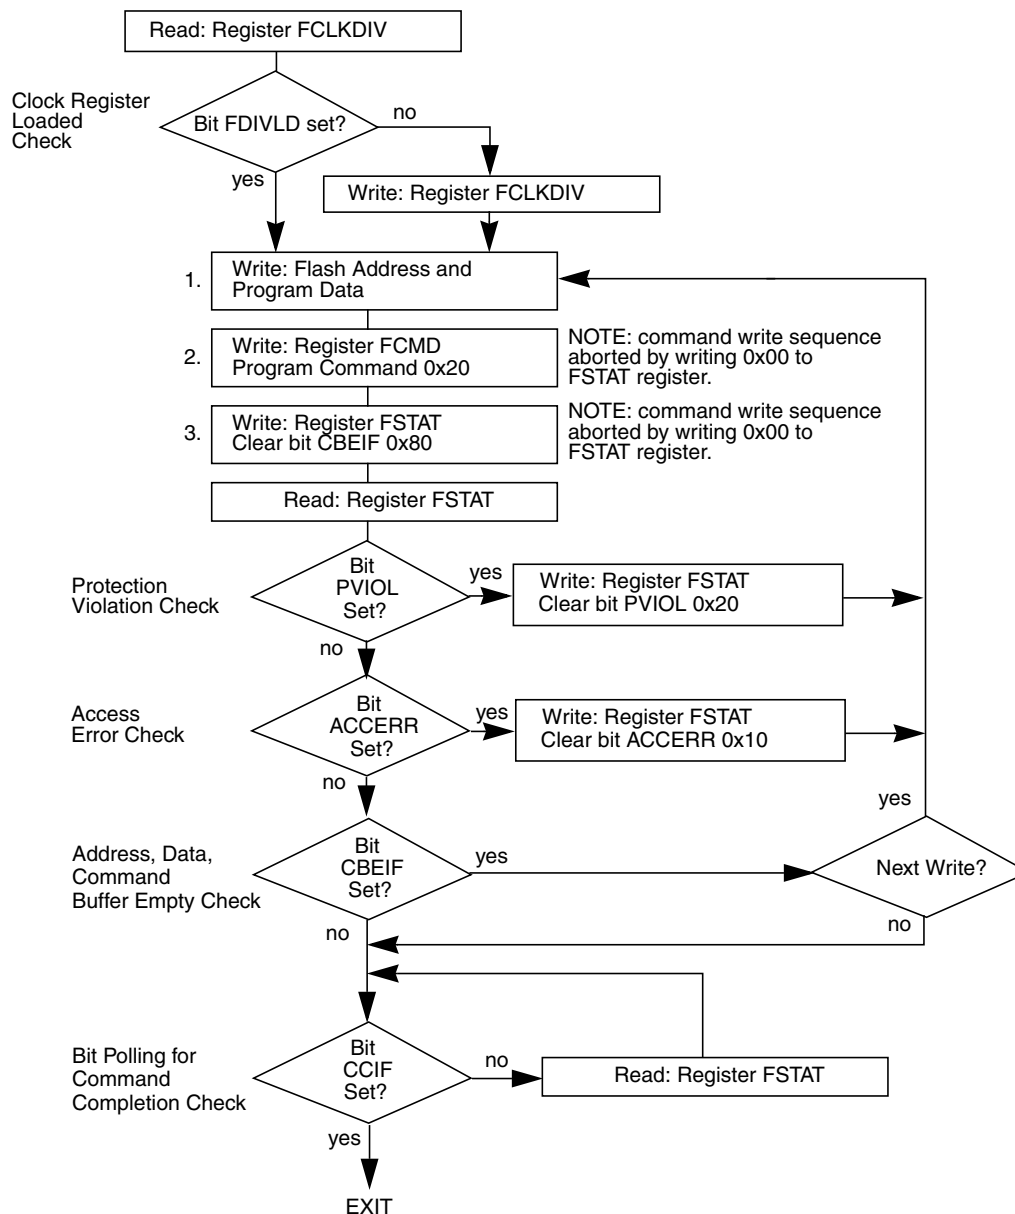 Read: Register FCLKDIV
Clock Register
Loaded
Check
Bit FDIVLD set?
no
yes
Write: Register FCLKDIV
1.
Write: Flash Address and
Program Data
2.
Write: Register FCMD
Program Command 0x20
NOTE: command write sequence
aborted by writing 0x00 to
FSTAT register.
3.
Write: Register FSTAT
Clear bit CBEIF 0x80
NOTE: command write sequence
aborted by writing 0x00 to
FSTAT register.
Read: Register FSTAT
Protection
Violation Check
Bit
PVIOL
Set?
yes
Write: Register FSTAT
Clear bit PVIOL 0x20
no
Access
Error Check
Bit
ACCERR
Set?
yes
Write: Register FSTAT
Clear bit ACCERR 0x10
no
yes
Address, Data,
Command
Buffer Empty Check
Bit
CBEIF
Set?
yes
Next Write?
no
no
Bit Polling for
Command
Completion Check
Bit
CCIF
Set?
no
Read: Register FSTAT
yes
EXIT